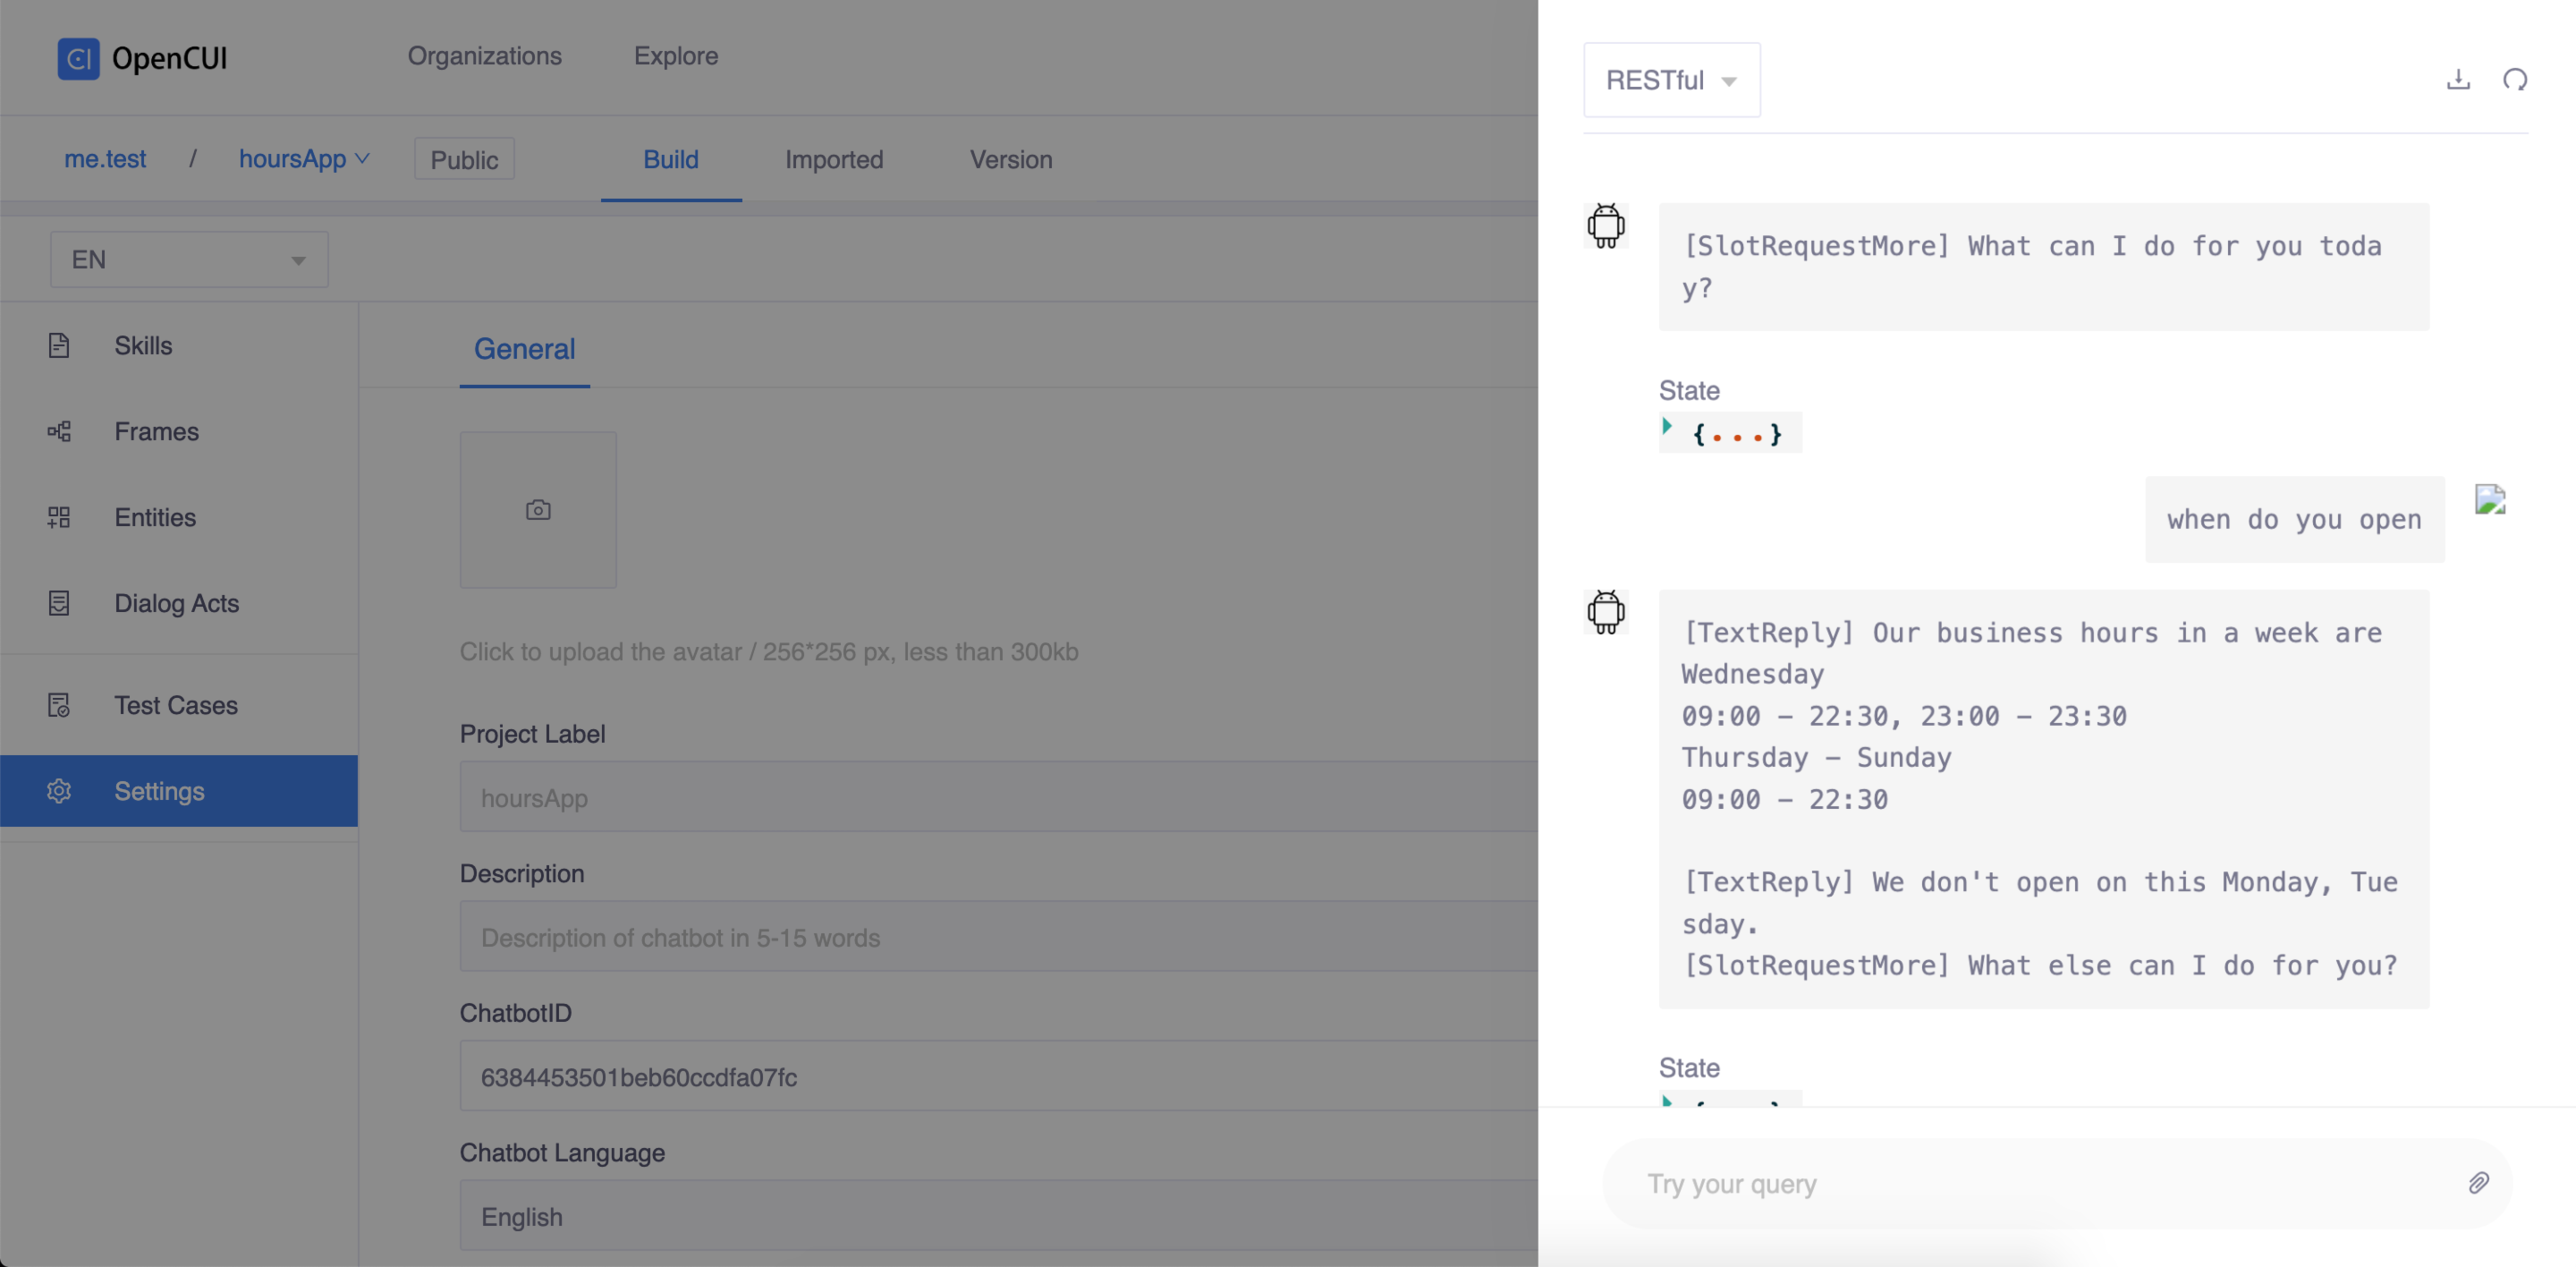 CI OpenCUI
Organizations
Explore
me.test / hoursApp
Public
Build
Imported
Version
EN
Skills
Frames
Entities
Dialog Acts
Test Cases
Settings
General
Click to upload the avatar / 256*256 px, less than 300kb
Project Label
hoursApp
Description
Description of chatbot in 5-15 words
ChatbotID
6384453501beb60ccdfa07fc
Chatbot Language
English
RESTful
[SlotRequestMore] What can I do for you toda
y?
State
{...}
when do you open
[TextReply] Our business hours in a week are
Wednesday
09:00 – 22:30, 23:00 – 23:30
Thursday – Sunday
09:00 – 22:30
[TextReply] We don't open on this Monday, Tue
sday.
[SlotRequestMore] What else can I do for you?
State
Try your query